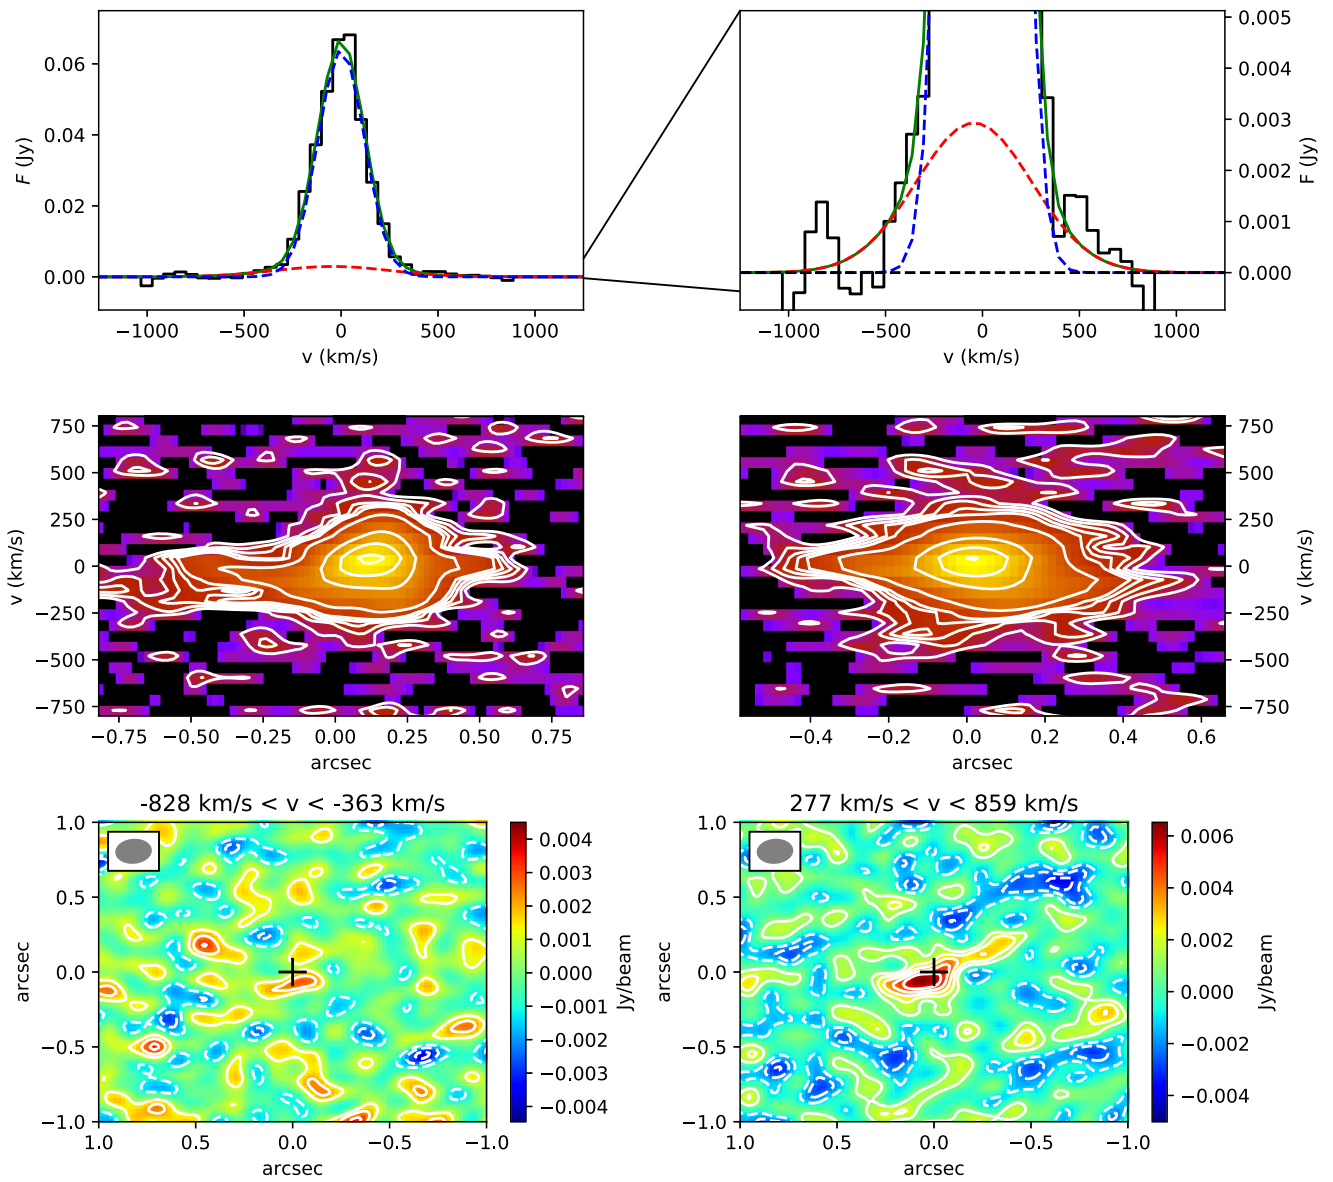 F (Jy)
0.06
0.04
0.02
0.00
−1000 −500 0 500 1000
v (km/s)
0.005
0.004
0.003
0.002
0.001
0.000
F (Jy)
−1000 −500 0 500 1000
v (km/s)
v (km/s)
750
500
250
0
−250
−500
−750
−0.75 −0.50 −0.25 0.00 0.25 0.50 0.75
arcsec
750
500
250
0
−250
−500
−750
v (km/s)
−0.4 −0.2 0.0 0.2 0.4 0.6
arcsec
-828 km/s < v < -363 km/s
arcsec
1.0
0.5
0.0
−0.5
−1.0
1.0 0.5 0.0 −0.5 −1.0
arcsec
0.004
0.003
0.002
0.001
0.000
−0.001
−0.002
−0.003
−0.004
Jy/beam
277 km/s < v < 859 km/s
arcsec
1.0
0.5
0.0
−0.5
−1.0
1.0 0.5 0.0 −0.5 −1.0
arcsec
0.006
0.004
0.002
0.000
−0.002
−0.004
Jy/beam